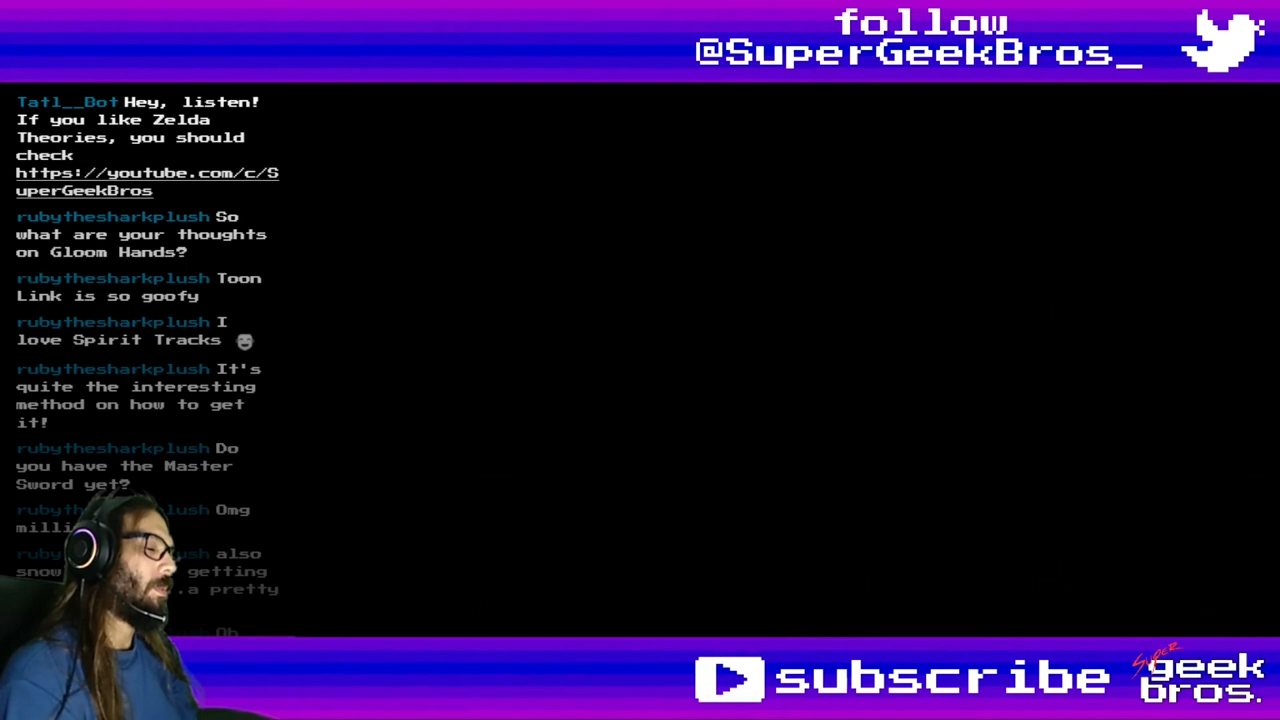 follow
@SuperGeekBros_
Tatl__Bot Hey, listen!
If you like Zelda
Theories, you should
check
https://youtube.com/c/S
uperGeekBros
rubythesharkplush So
what are your thoughts
on Gloom Hands?
rubythesharkplush Toon
Link is so goofy
rubythesharkplush I
love Spirit Tracks
rubythesharkplush It's
quite the interesting
method on how to get
it!
rubythesharkplush Do
you have the Master
Sword yet?
Omg
also
snow getting
a pretty
Oh
subscribe
Super
geek
bros.